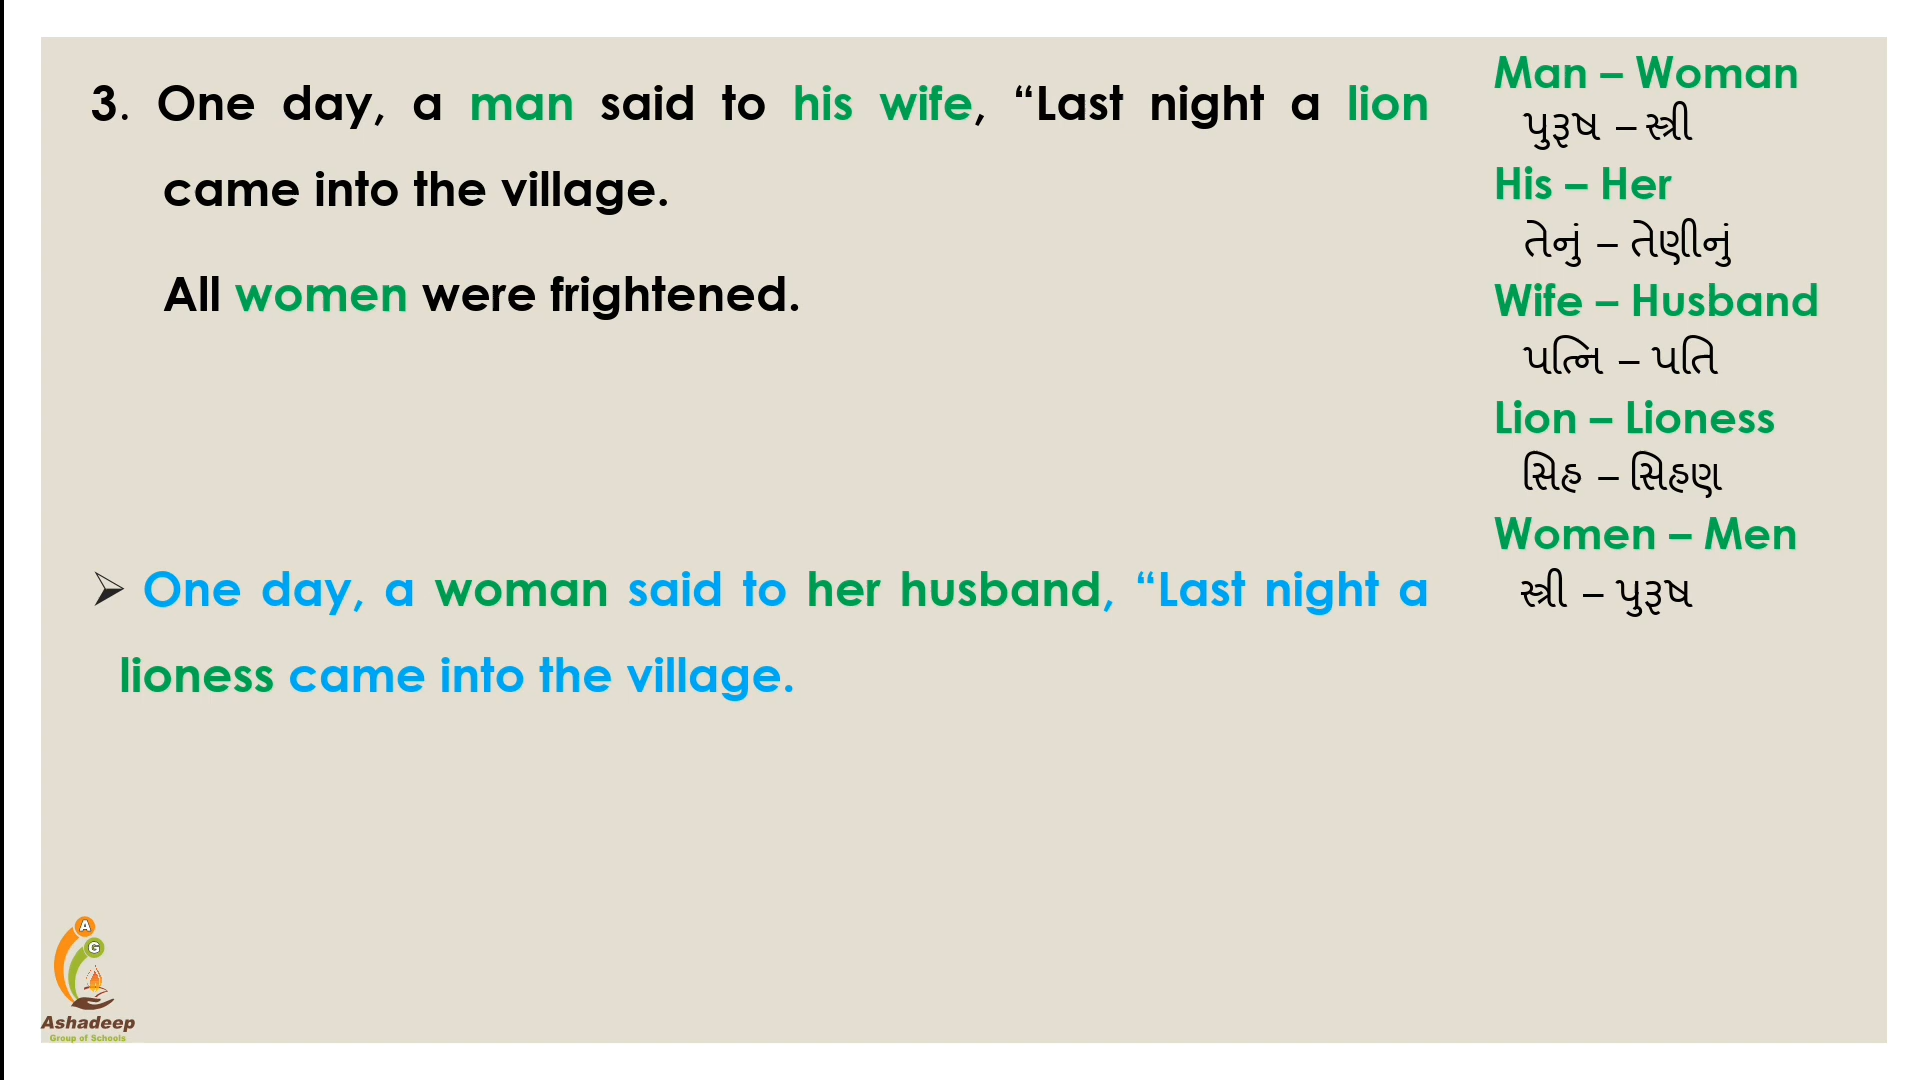 3. One day, a man said to his wife, “Last night a lion
came into the village.
All women were frightened.
➢ One day, a woman said to her husband, “Last night a
lioness came into the village.
Man – Woman
પુરૂષ – સ્ત્રી
His – Her
તેનું – તેણીનું
Wife – Husband
પત્નિ – પતિ
Lion – Lioness
સિહ – સિહણ
Women – Men
સ્ત્રી – પુરૂષ
A
G
Ashadeep
Group of Schools